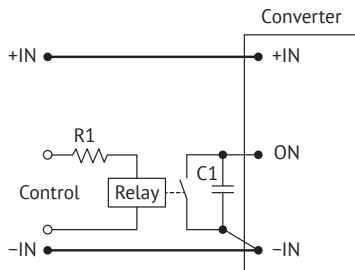 Converter
+IN +IN
R1 ON
C1
Control Relay
−IN −IN